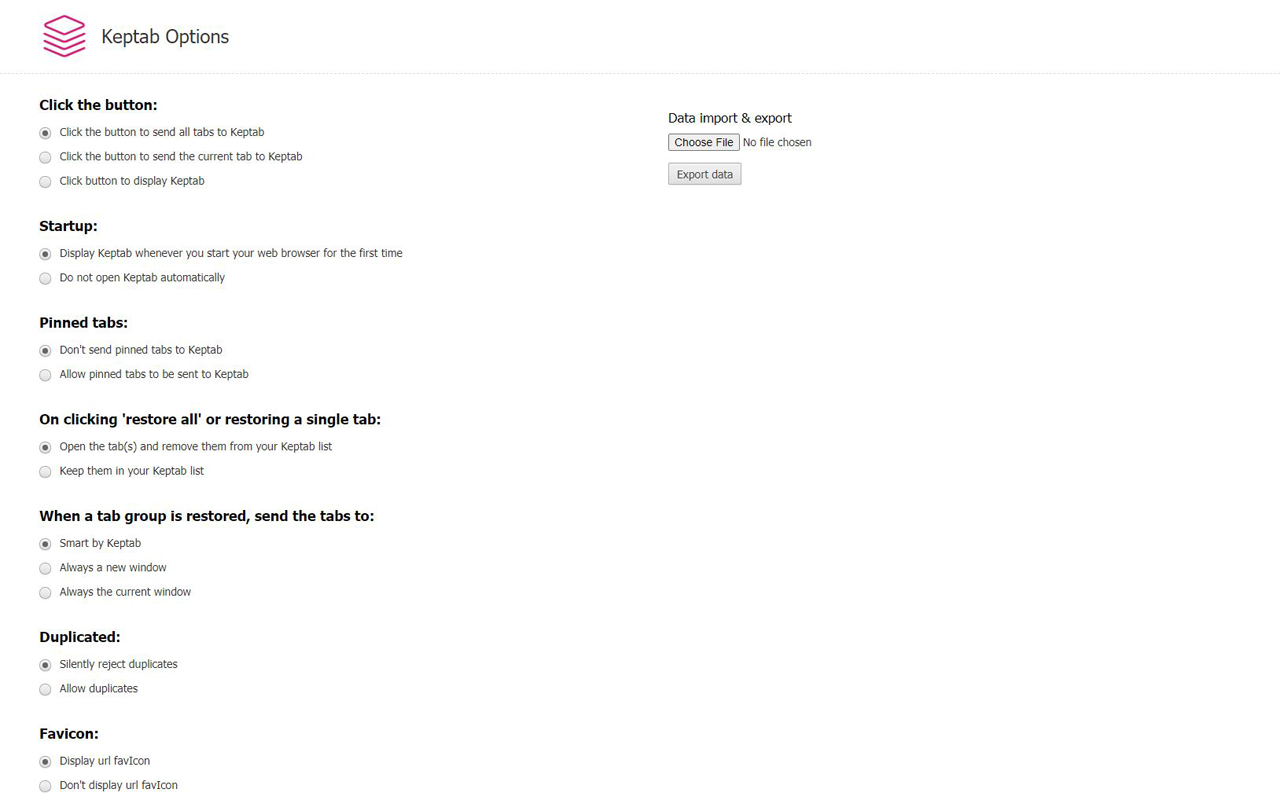 Keptab Options
Click the button:
Click the button to send all tabs to Keptab
Click the button to send the current tab to Keptab
Click button to display Keptab
Startup:
Display Keptab whenever you start your web browser for the first time
Do not open Keptab automatically
Pinned tabs:
Don't send pinned tabs to Keptab
Allow pinned tabs to be sent to Keptab
On clicking 'restore all' or restoring a single tab:
Open the tab(s) and remove them from your Keptab list
Keep them in your Keptab list
When a tab group is restored, send the tabs to:
Smart by Keptab
Always a new window
Always the current window
Duplicated:
Silently reject duplicates
Allow duplicates
Favicon:
Display url favIcon
Don't display url favIcon
Data import & export
Choose File No file chosen
Export data